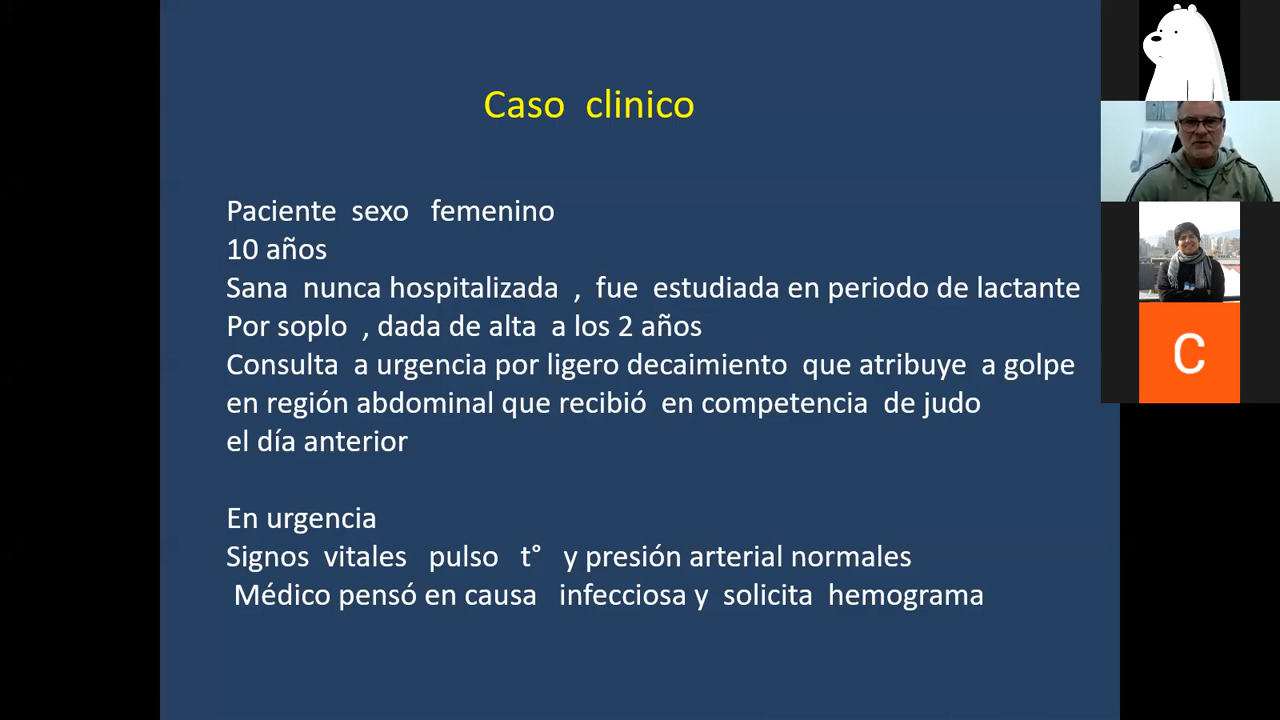 Caso clinico
Paciente sexo femenino
10 años
Sana nunca hospitalizada , fue estudiada en periodo de lactante
Por soplo , dada de alta a los 2 años
Consulta a urgencia por ligero decaimiento que atribuye a golpe
en región abdominal que recibió en competencia de judo
el día anterior
En urgencia
Signos vitales pulso t° y presión arterial normales
Médico pensó en causa infecciosa y solicita hemograma
C